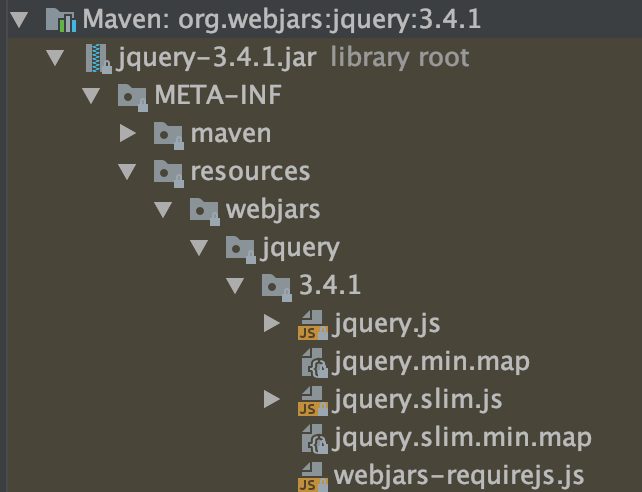 Maven: org.webjars:jquery:3.4.1
jquery-3.4.1.jar library root
META-INF
maven
resources
webjars
jquery
3.4.1
JS jquery.js
jquery.min.map
JS jquery.slim.js
jquery.slim.min.map
JS webjars-requirejs.js